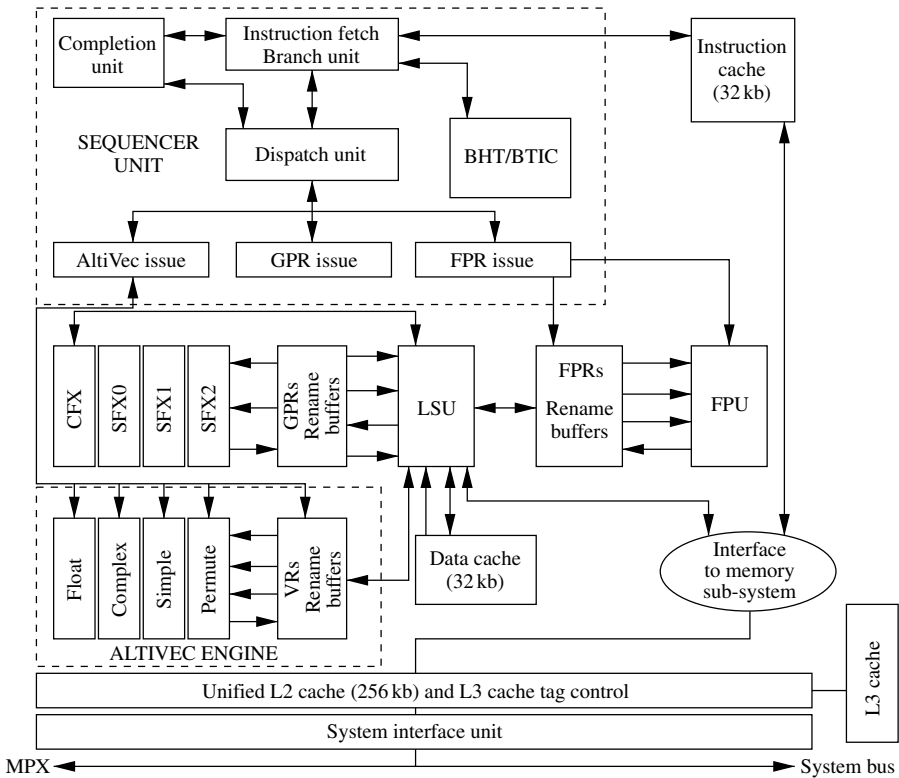 Completion
unit
Instruction fetch
Branch unit
Instruction
cache
(32 kb)
SEQUENCER
UNIT
Dispatch unit
BHT/BTIC
AltiVec issue
GPR issue
FPR issue
CFX
SFX0
SFX1
SFX2
GPRs
Rename
buffers
LSU
FPRs
Rename
buffers
FPU
Float
Complex
Simple
Permute
VRs
Rename
buffers
Data cache
(32 kb)
Interface
to memory
sub-system
ALTIVEC ENGINE
L3 cache
Unified L2 cache (256 kb) and L3 cache tag control
System interface unit
MPX
System bus